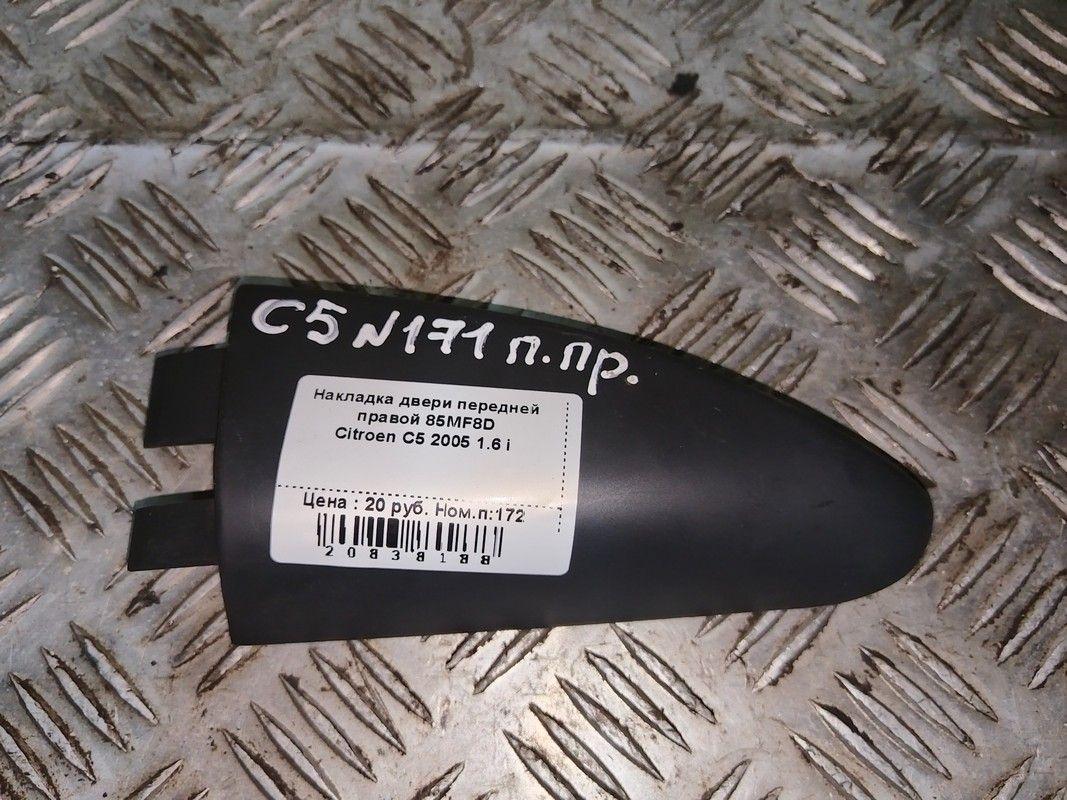 C5 N171 п.пр.
Накладка двери передней
правой 85MF8D
Citroen C5 2005 1.6 i
Цена : 20 руб. Ном.п:172
20838188